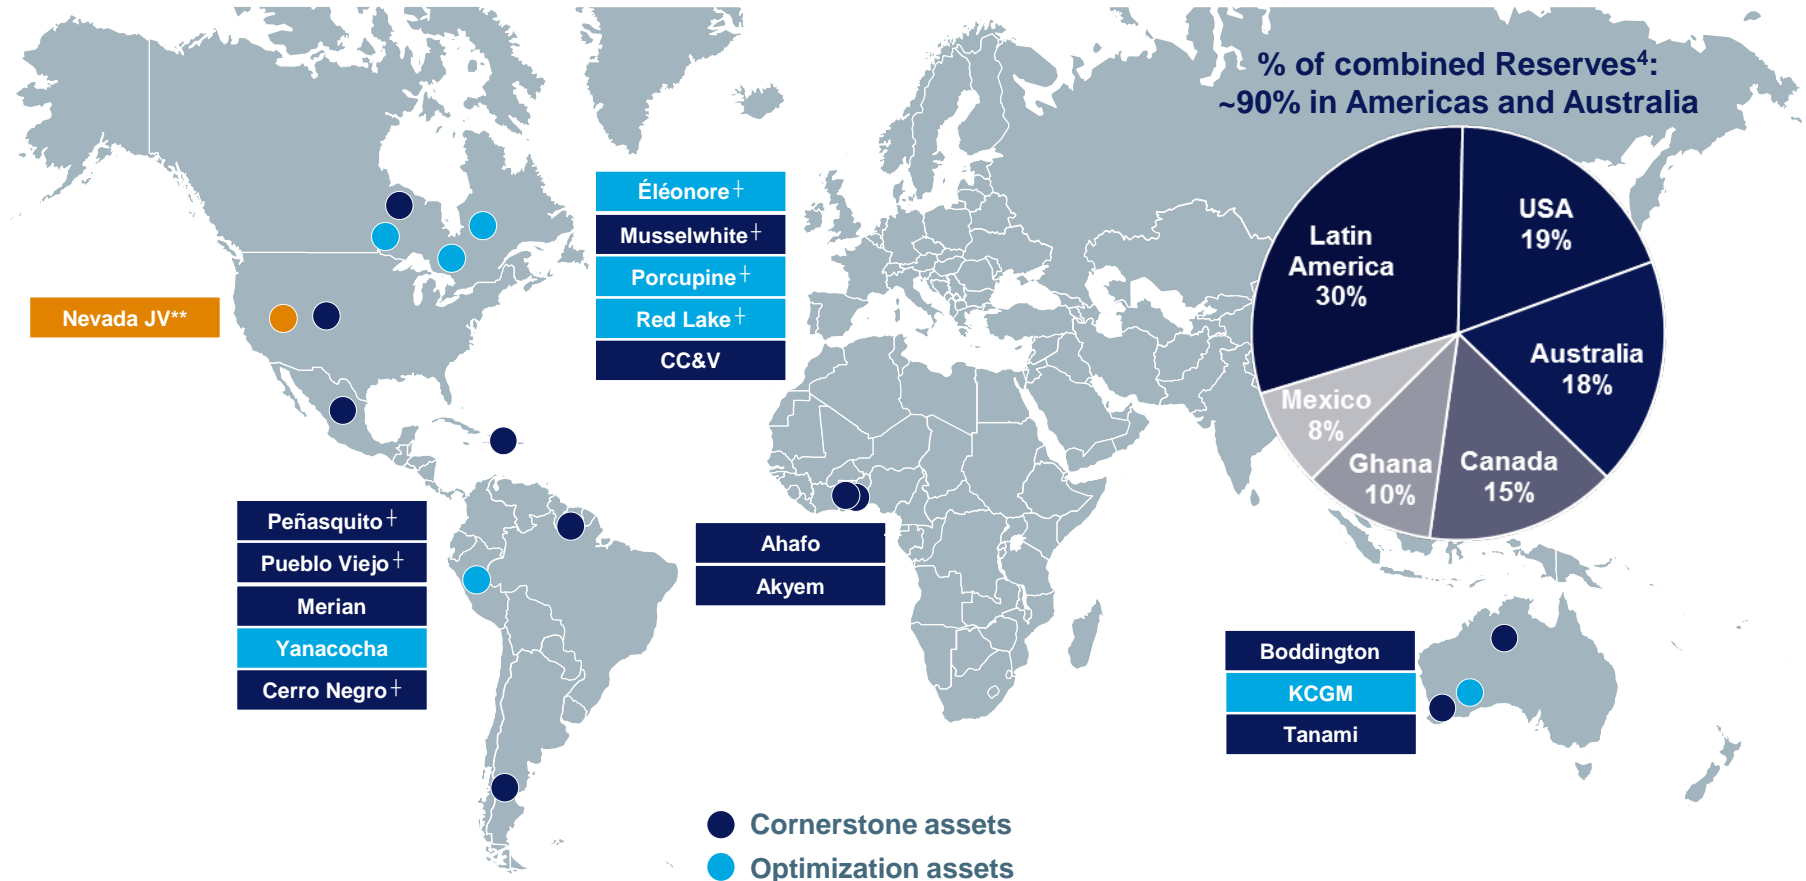 % of combined Reserves⁴:
~90% in Americas and Australia
Latin
America
30%
USA
19%
Australia
18%
Canada
15%
Ghana
10%
Mexico
8%
Éléonore┼
Musselwhite┼
Porcupine┼
Red Lake┼
CC&V
Nevada JV**
Peñasquito┼
Pueblo Viejo┼
Merian
Yanacocha
Cerro Negro┼
Ahafo
Akyem
Boddington
KCGM
Tanami
Cornerstone assets
Optimization assets